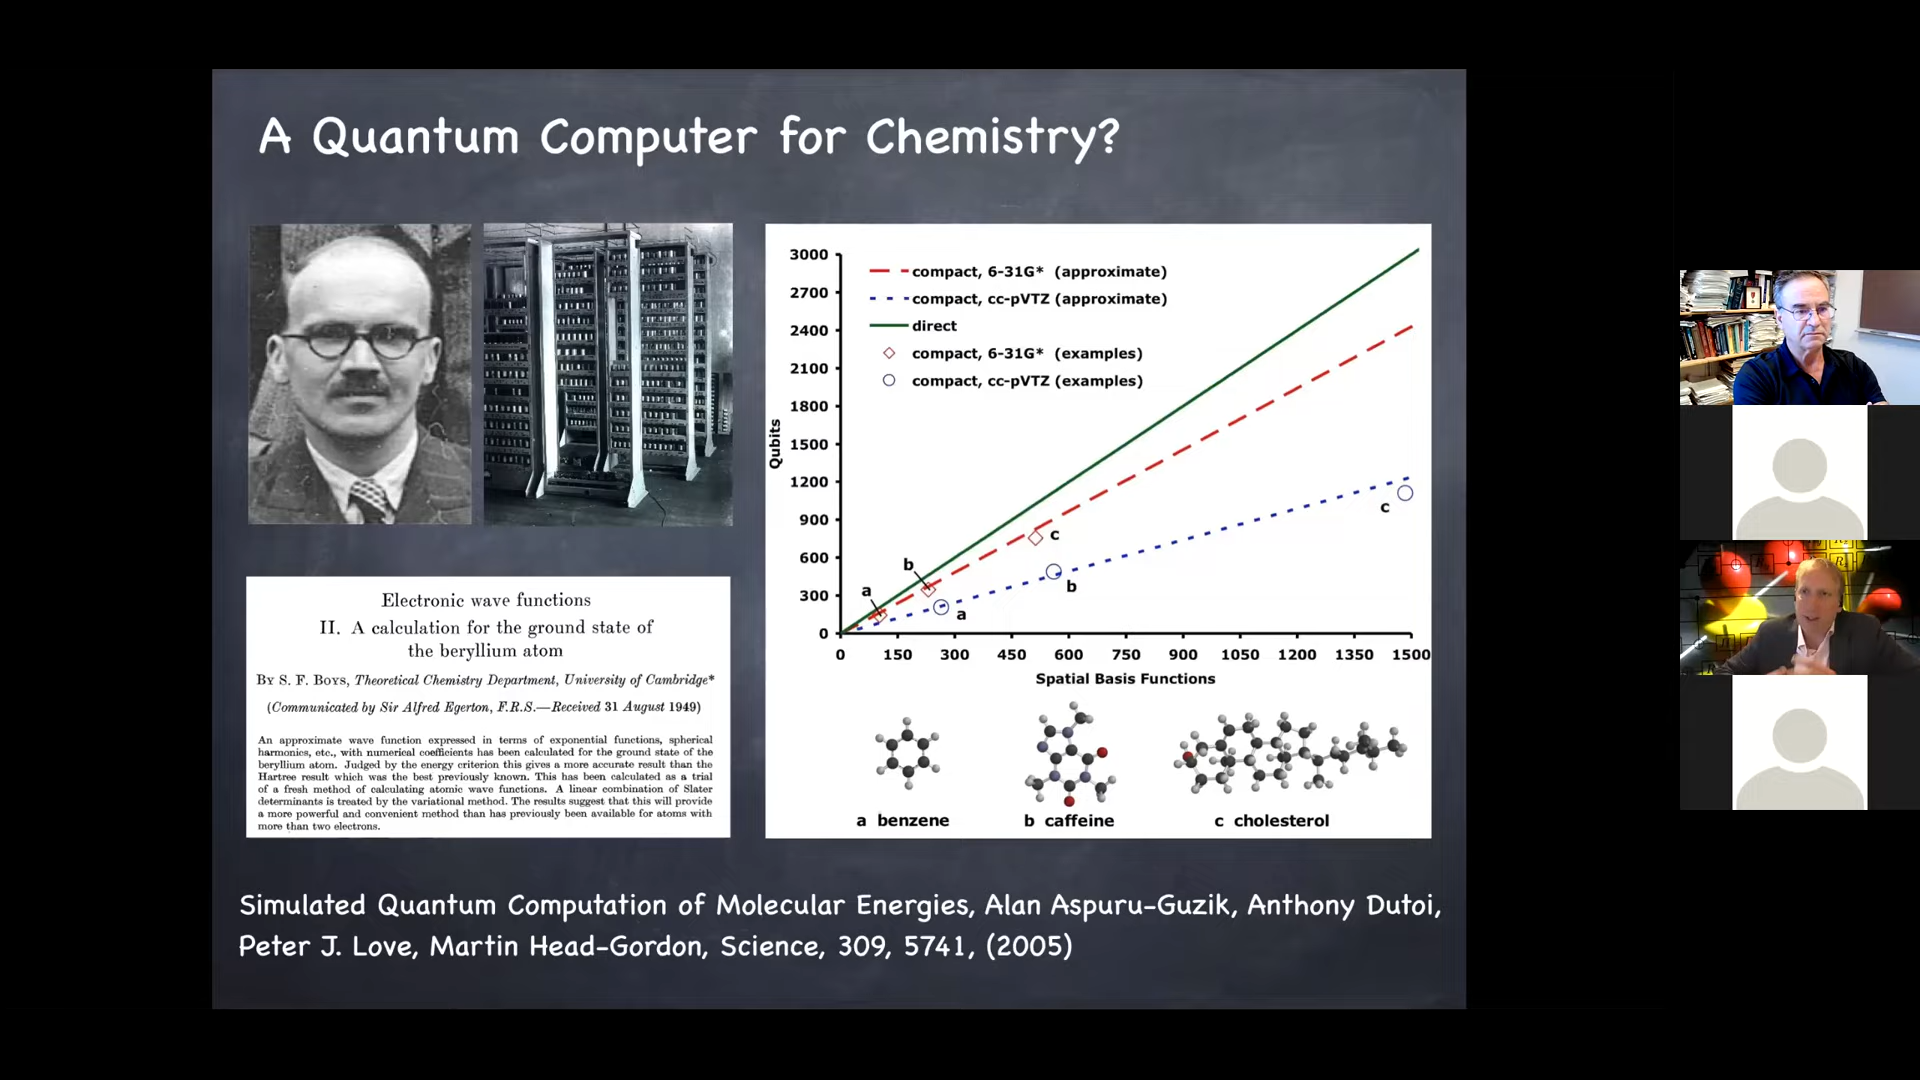 A Quantum Computer for Chemistry?
Electronic wave functions
II. A calculation for the ground state of
the beryllium atom
By S. F. Boys, Theoretical Chemistry Department, University of Cambridge*
(Communicated by Sir Alfred Egerton, F.R.S.—Received 31 August 1949)
An approximate wave function expressed in terms of exponential functions, spherical
harmonics, etc., with numerical coefficients has been calculated for the ground state of the
beryllium atom. Judged by the energy criterion this gives a more accurate result than the
Hartree result which was the best previously known. This has been calculated as a trial
of a fresh method of calculating atomic wave functions. A linear combination of Slater
determinants is treated by the variational method. The results suggest that this will provide
a more powerful and convenient method than has previously been available for atoms with
more than two electrons.
3000
2700
2400
2100
1800
1500
1200
900
600
300
0
Qubits
compact, 6-31G* (approximate)
compact, cc-pVTZ (approximate)
direct
compact, 6-31G* (examples)
compact, cc-pVTZ (examples)
a
b
c
a
b
c
0 150 300 450 600 750 900 1050 1200 1350 1500
Spatial Basis Functions
a benzene
b caffeine
c cholesterol
Simulated Quantum Computation of Molecular Energies, Alan Aspuru-Guzik, Anthony Dutoi,
Peter J. Love, Martin Head-Gordon, Science, 309, 5741, (2005)